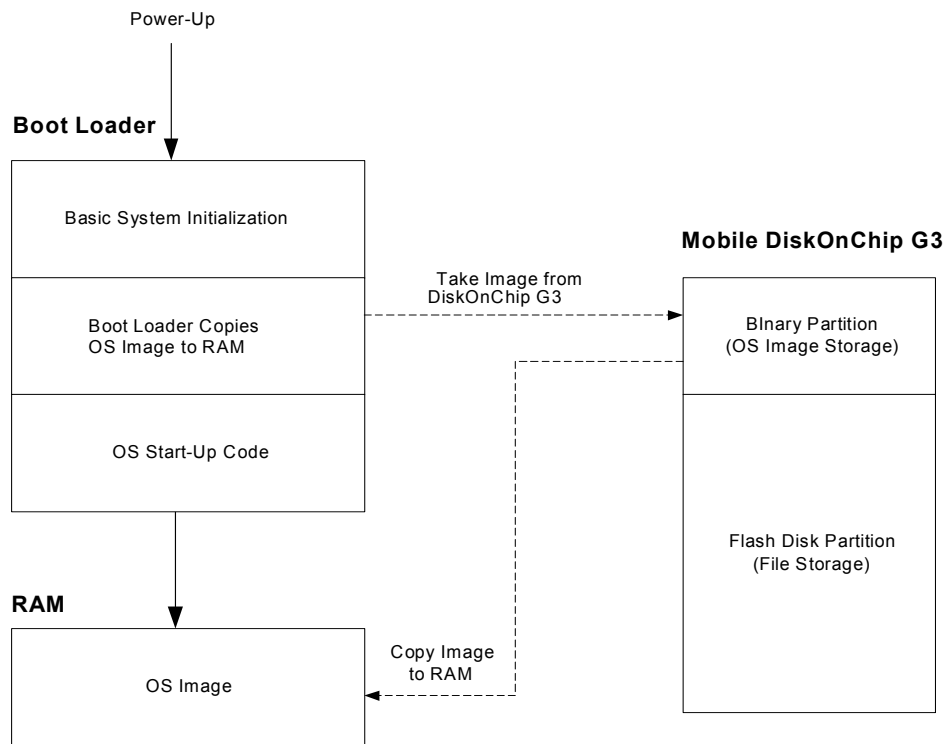 Power-Up
Boot Loader
Basic System Initialization
Mobile DiskOnChip G3
Take Image from
DiskOnChip G3
Boot Loader Copies
OS Image to RAM
BInary Partition
(OS Image Storage)
OS Start-Up Code
Flash Disk Partition
(File Storage)
RAM
Copy Image
to RAM
OS Image